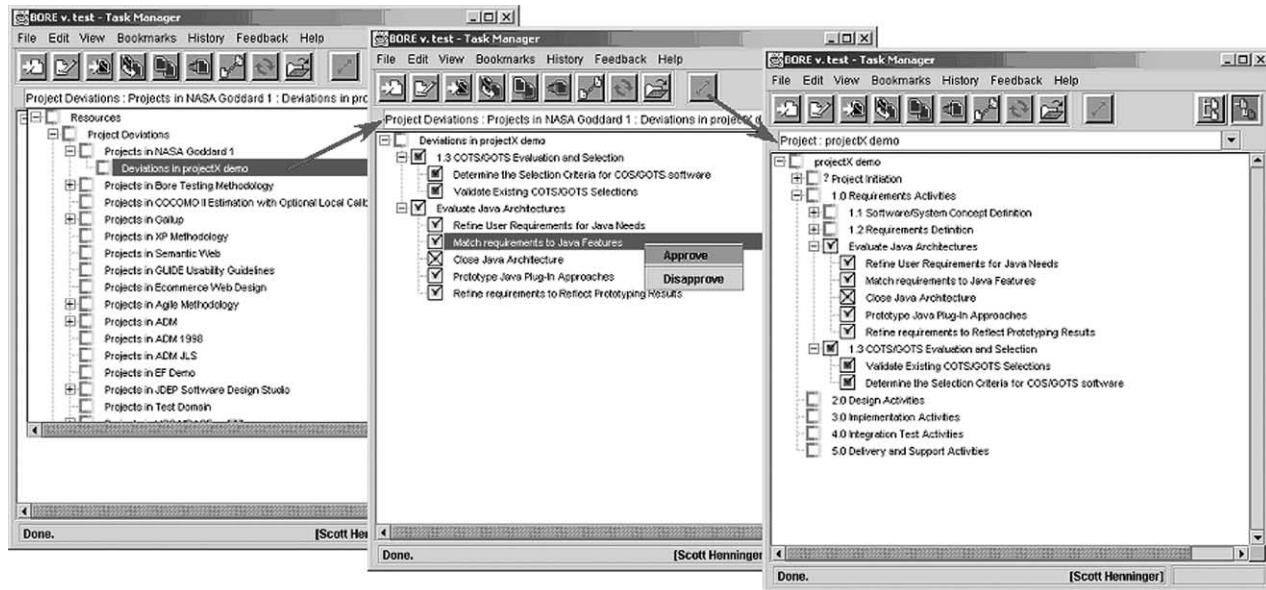 BORE v. test - Task Manager
File Edit View Bookmarks History Feedback Help
Project Deviations : Projects in NASA Goddard 1 : Deviations in pro
Resources
Project Deviations
Projects in NASA Goddard 1
Deviations in projectX demo
Projects in Bore Testing Methodology
Projects in COCOMO II Estimation with Optional Local Calib
Projects in Gallup
Projects in XP Methodology
Projects in Semantic Web
Projects in GUIDE Usability Guidelines
Projects in Ecommerce Web Design
Projects in Agile Methodology
Projects in ADM
Projects in ADM 1998
Projects in ADM JLS
Projects in EF Demo
Projects in JDEP Software Design Studio
Projects in Test Domain
Done. [Scott He
BORE v. test - Task Manager
File Edit View Bookmarks History Feedback Help
Project Deviations : Projects in NASA Goddard 1 : Deviations in projectX d
Deviations in projectX demo
1.3 COTS/GOTS Evaluation and Selection
Determine the Selection Criteria for COS/GOTS software
Validate Existing COTS/GOTS Selections
Evaluate Java Architectures
Refine User Requirements for Java Needs
Match requirements to Java Features
Approve
Close Java Architecture
Disapprove
Prototype Java Plug-In Approaches
Refine requirements to Reflect Prototyping Results
Done. [Scott Henninger
BORE v. test - Task Manager
File Edit View Bookmarks History Feedback Help
Project : projectX demo
projectX demo
? Project Initiation
1.0 Requirements Activities
1.1 Software/System Concept Definition
1.2 Requirements Definition
Evaluate Java Architectures
Refine User Requirements for Java Needs
Match requirements to Java Features
Close Java Architecture
Prototype Java Plug-In Approaches
Refine requirements to Reflect Prototyping Results
1.3 COTS/GOTS Evaluation and Selection
Validate Existing COTS/GOTS Selections
Determine the Selection Criteria for COS/GOTS software
2.0 Design Activities
3.0 Implementation Activities
4.0 Integration Test Activities
5.0 Delivery and Support Activities
Done. [Scott Henninger]